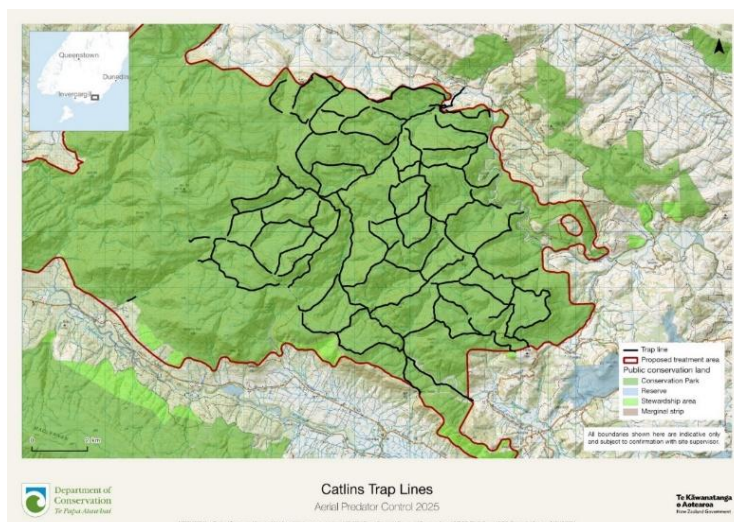 Queenstown
Dunedin
Invercargill
Trap line
Proposed treatment area
Public conservation land
Conservation Park
Reserve
Stewardship area
Marginal strip
All boundaries shown here are indicative only
and subject to confirmation with site supervisor.
Catlins Trap Lines
Aerial Predator Control 2025
Department of
Conservation
Te Papa Atawhai
Te Kāwanatanga
o Aotearoa
New Zealand Government